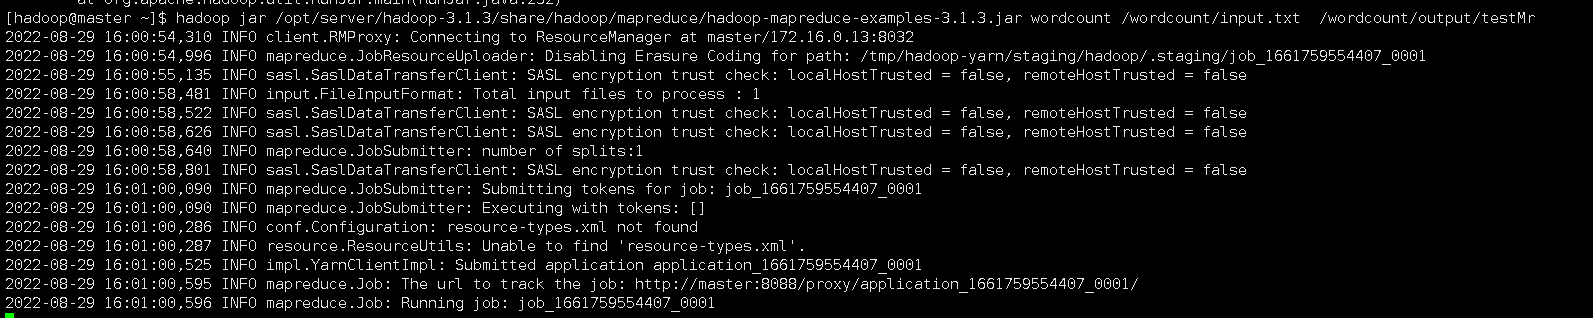 at org.apache.hadoop.util.RunJar.main(RunJar.java:232)
[hadoop@master ~]$ hadoop jar /opt/server/hadoop-3.1.3/share/hadoop/mapreduce/hadoop-mapreduce-examples-3.1.3.jar wordcount /wordcount/input.txt  /wordcount/output/testMr
2022-08-29 16:00:54,310 INFO client.RMProxy: Connecting to ResourceManager at master/172.16.0.13:8032
2022-08-29 16:00:54,996 INFO mapreduce.JobResourceUploader: Disabling Erasure Coding for path: /tmp/hadoop-yarn/staging/hadoop/.staging/job_1661759554407_0001
2022-08-29 16:00:55,135 INFO sasl.SaslDataTransferClient: SASL encryption trust check: localHostTrusted = false, remoteHostTrusted = false
2022-08-29 16:00:58,481 INFO input.FileInputFormat: Total input files to process : 1
2022-08-29 16:00:58,522 INFO sasl.SaslDataTransferClient: SASL encryption trust check: localHostTrusted = false, remoteHostTrusted = false
2022-08-29 16:00:58,626 INFO sasl.SaslDataTransferClient: SASL encryption trust check: localHostTrusted = false, remoteHostTrusted = false
2022-08-29 16:00:58,640 INFO mapreduce.JobSubmitter: number of splits:1
2022-08-29 16:00:58,801 INFO sasl.SaslDataTransferClient: SASL encryption trust check: localHostTrusted = false, remoteHostTrusted = false
2022-08-29 16:01:00,090 INFO mapreduce.JobSubmitter: Submitting tokens for job: job_1661759554407_0001
2022-08-29 16:01:00,090 INFO mapreduce.JobSubmitter: Executing with tokens: []
2022-08-29 16:01:00,286 INFO conf.Configuration: resource-types.xml not found
2022-08-29 16:01:00,287 INFO resource.ResourceUtils: Unable to find 'resource-types.xml'.
2022-08-29 16:01:00,525 INFO impl.YarnClientImpl: Submitted application application_1661759554407_0001
2022-08-29 16:01:00,595 INFO mapreduce.Job: The url to track the job: http://master:8088/proxy/application_1661759554407_0001/
2022-08-29 16:01:00,596 INFO mapreduce.Job: Running job: job_1661759554407_0001